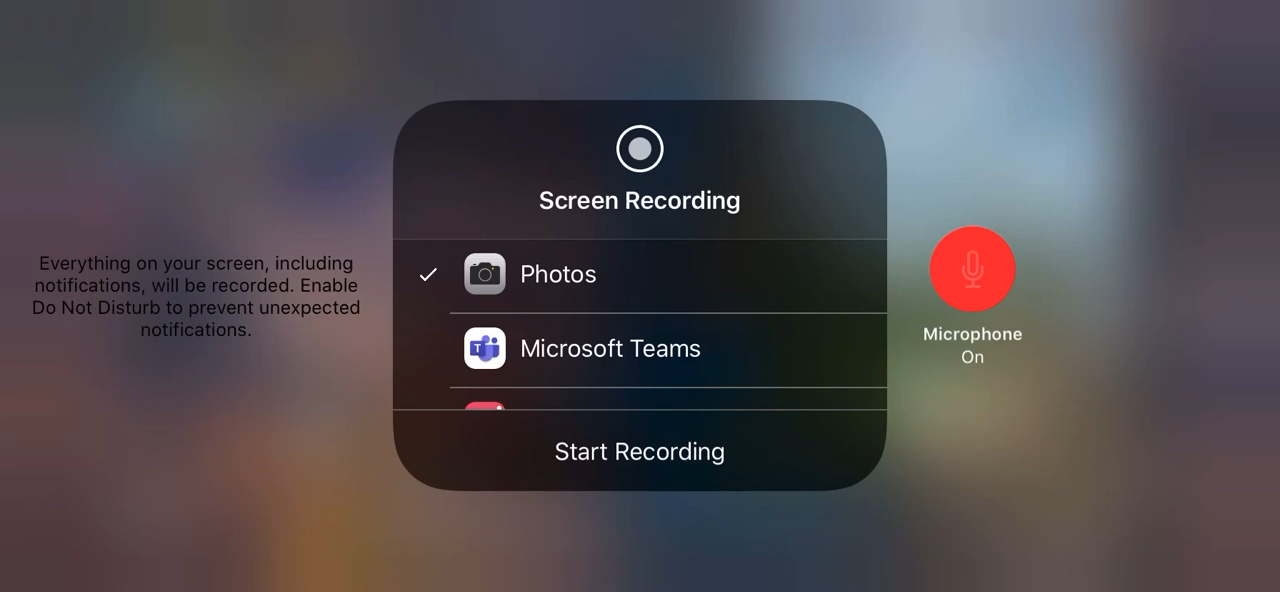 Screen Recording
Everything on your screen, including
notifications, will be recorded. Enable
Do Not Disturb to prevent unexpected
notifications.
Photos
Microsoft Teams
Start Recording
Microphone
On